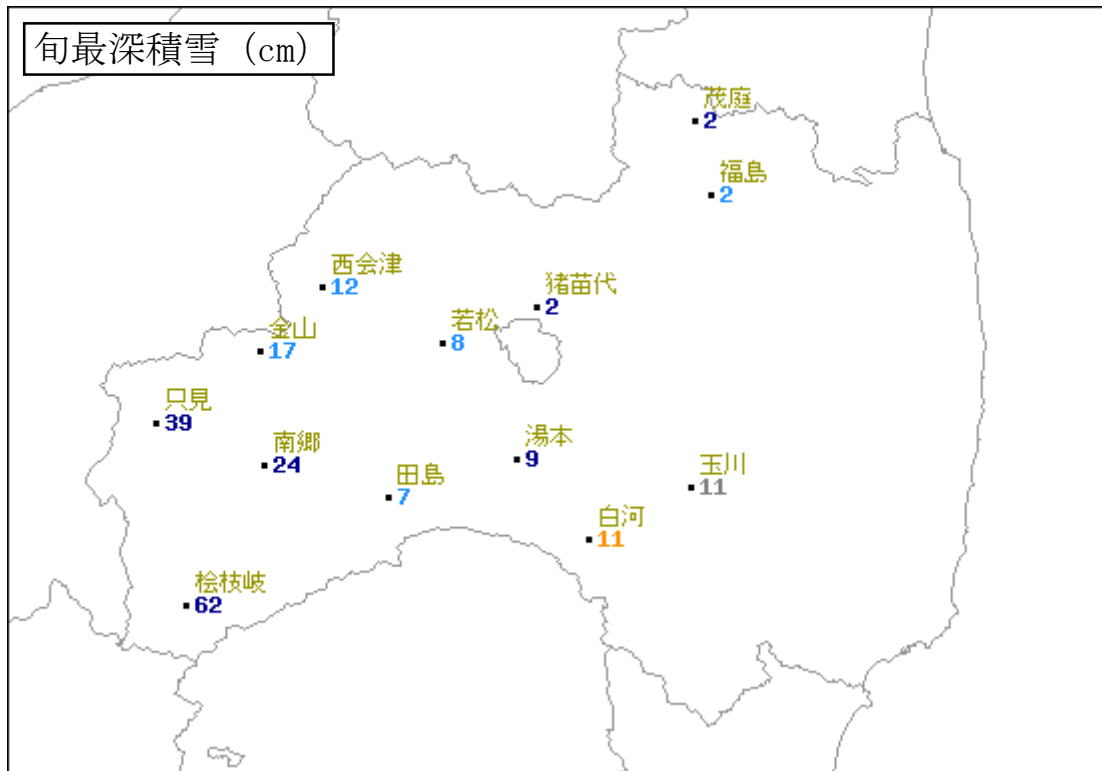 旬最深積雪 (cm)
茂庭
2
福島
2
西会津
12
猪苗代
2
若松
8
金山
17
只見
39
南郷
24
湯本
9
田島
7
玉川
11
白河
11
桧枝岐
62